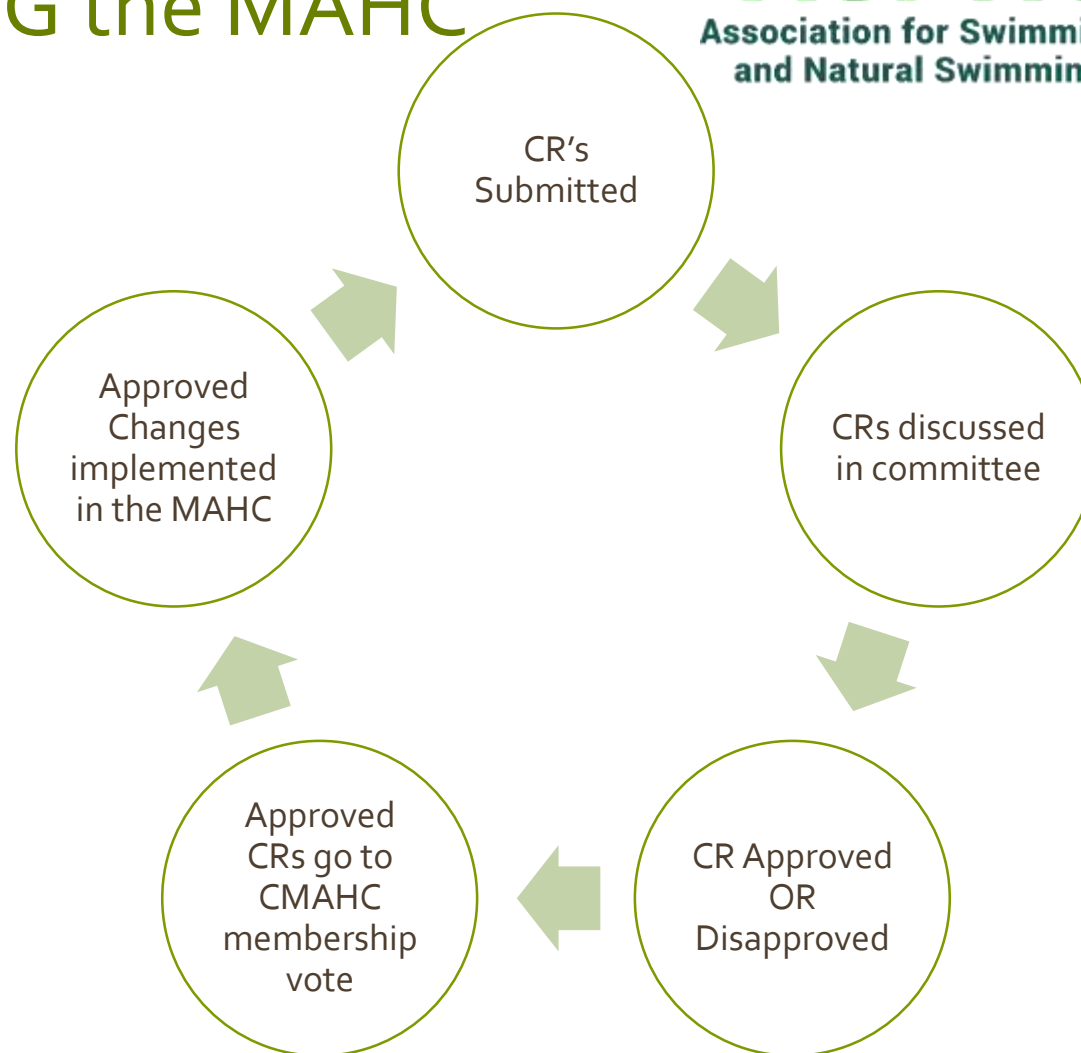 G the MAHC
Association for Swimmi
and Natural Swimmin
CR's
Submitted
CRs discussed
in committee
CR Approved
OR
Disapproved
Approved
CRs go to
CMAHC
membership
vote
Approved
Changes
implemented
in the MAHC